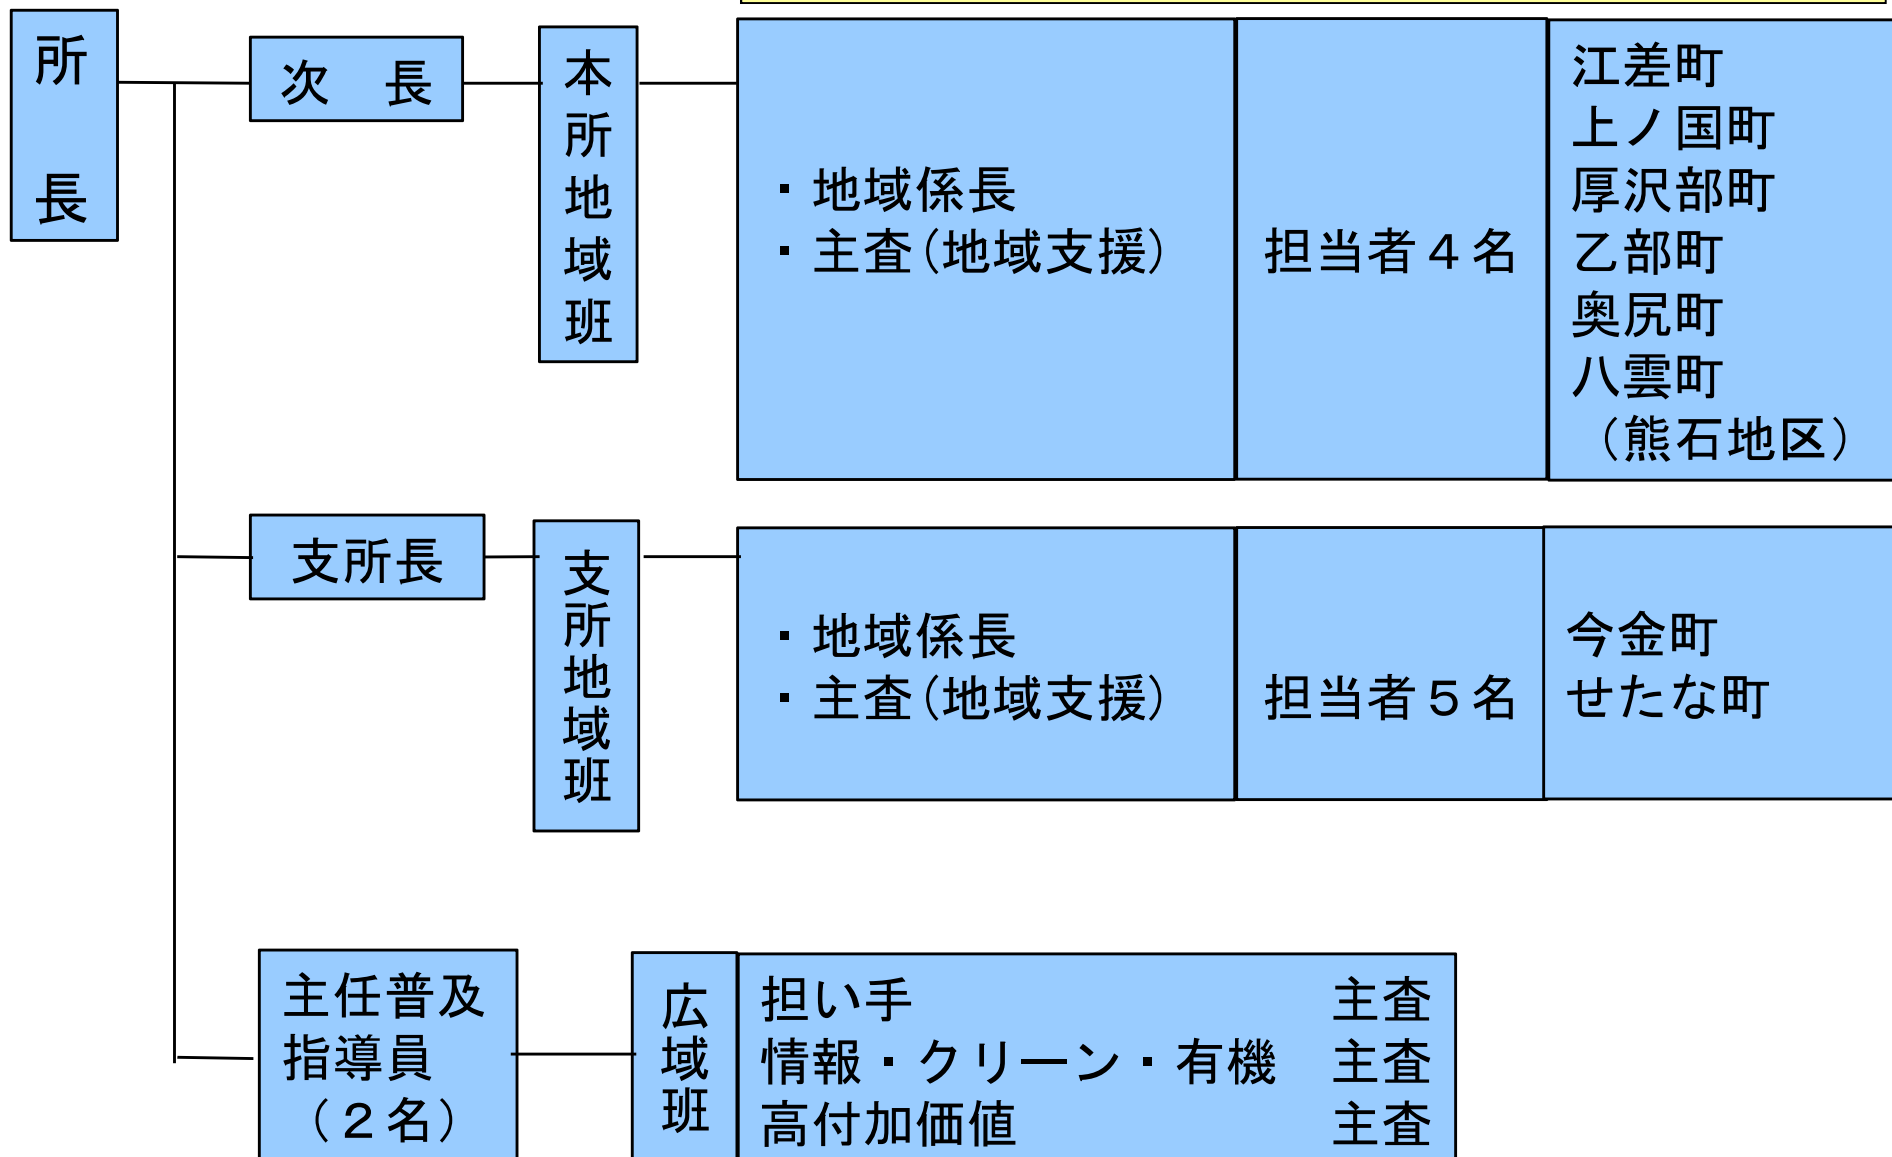 所長
次　長
本所地域班
・地域係長
・主査(地域支援)
担当者４名
江差町
上ノ国町
厚沢部町
乙部町
奥尻町
八雲町
（熊石地区）
支所長
支所地域班
・地域係長
・主査(地域支援)
担当者５名
今金町
せたな町
主任普及
指導員
（２名）
広域班
担い手　主査
情報・クリーン・有機　主査
高付加価値　主査